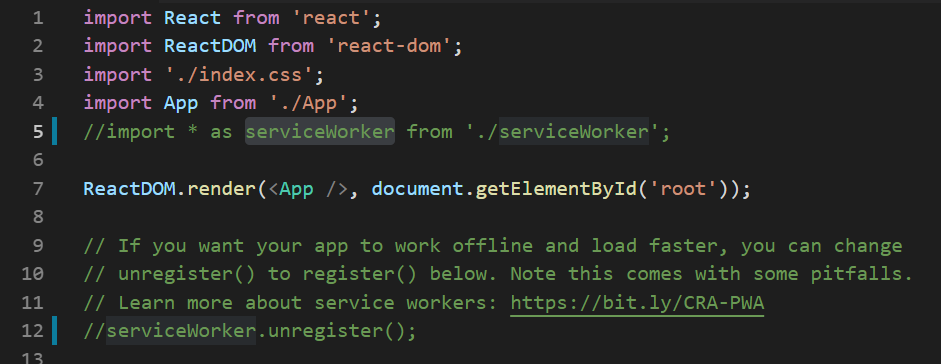 1 import React from 'react';
2 import ReactDOM from 'react-dom';
3 import './index.css';
4 import App from './App';
5 //import * as serviceWorker from './serviceWorker';
6
7 ReactDOM.render(<App />, document.getElementById('root'));
8
9 // If you want your app to work offline and load faster, you can change
10 // unregister() to register() below. Note this comes with some pitfalls.
11 // Learn more about service workers: https://bit.ly/CRA-PWA
12 //serviceWorker.unregister();
13